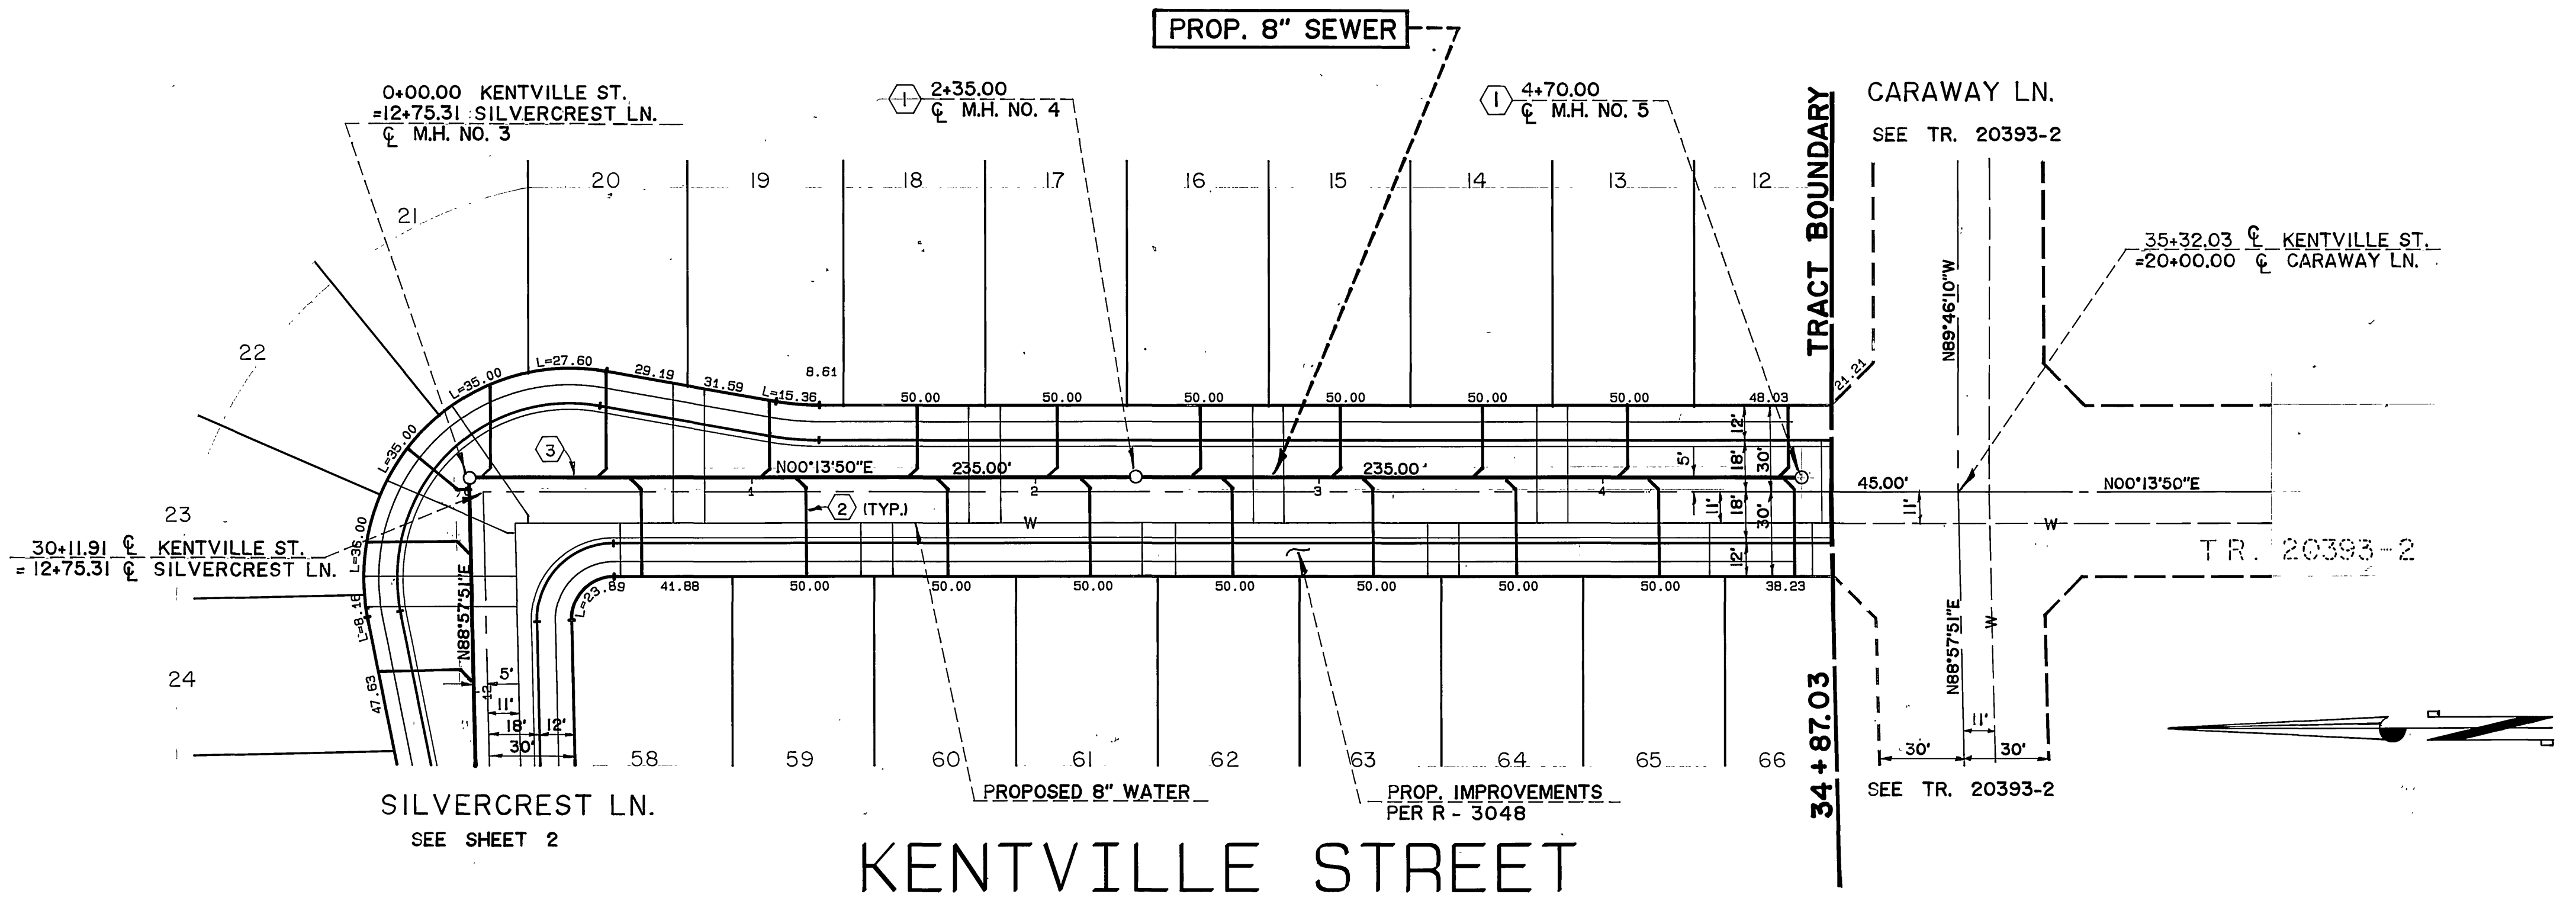 PROP. 8" SEWER
0+00.00 KENTVILLE ST.
=12+75.31 SILVERCREST LN.
℄ M.H. NO. 3
1
2+35.00
℄ M.H. NO. 4
1
4+70.00
℄ M.H. NO. 5
TRACT BOUNDARY
CARAWAY LN.
SEE TR. 20393-2
20
19
18
17
16
15
14
13
12
21
22
23
24
35+32.03 ℄ KENTVILLE ST.
=20+00.00 ℄ CARAWAY LN.
N89°46'10"W
21.21
L=35.00
L=27.60
29.19
31.59
L=15.36
8.61
50.00
50.00
50.00
50.00
50.00
50.00
48.03
L=35.00
L=36.00
L=8.16
47.63
3
N00°13'50"E
235.00'
235.00'
5'
12'
18'
30'
1
2
3
4
2 (TYP.)
W
11'
18'
30'
12'
45.00'
11'
N00°13'50"E
W
TR. 20393-2
30+11.91 ℄ KENTVILLE ST.
= 12+75.31 ℄ SILVERCREST LN.
N88°57'51"E
L=23.69
41.88
50.00
50.00
50.00
50.00
50.00
50.00
50.00
38.23
N88°57'51"E
W
5'
12
11'
18'
12'
30'
58
59
60
61
62
63
64
65
66
34+87.03
11'
30'
30'
SEE TR. 20393-2
PROPOSED 8" WATER
PROP. IMPROVEMENTS
PER R - 3048
SILVERCREST LN.
SEE SHEET 2
KENTVILLE STREET